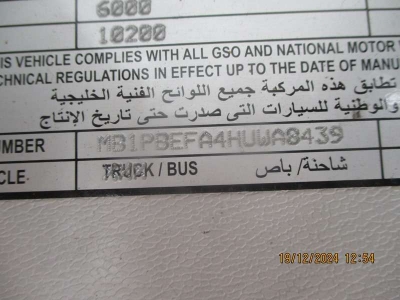 6000
10200
IS VEHICLE COMPLIES WITH ALL GSO AND NATIONAL MOTOR
CHNICAL REGULATIONS IN EFFECT UP TO THE DATE OF MANU
تطابق هذه المركبة جميع اللوائح الفنية الخليجية
والوطنية للسيارات التى صدرت حتى تاريخ الإنتاج
NUMBER MB1PBEFA4HUWA8439
CLE TRUCK / BUS شاحنة/ باص
19/12/2024 12:54